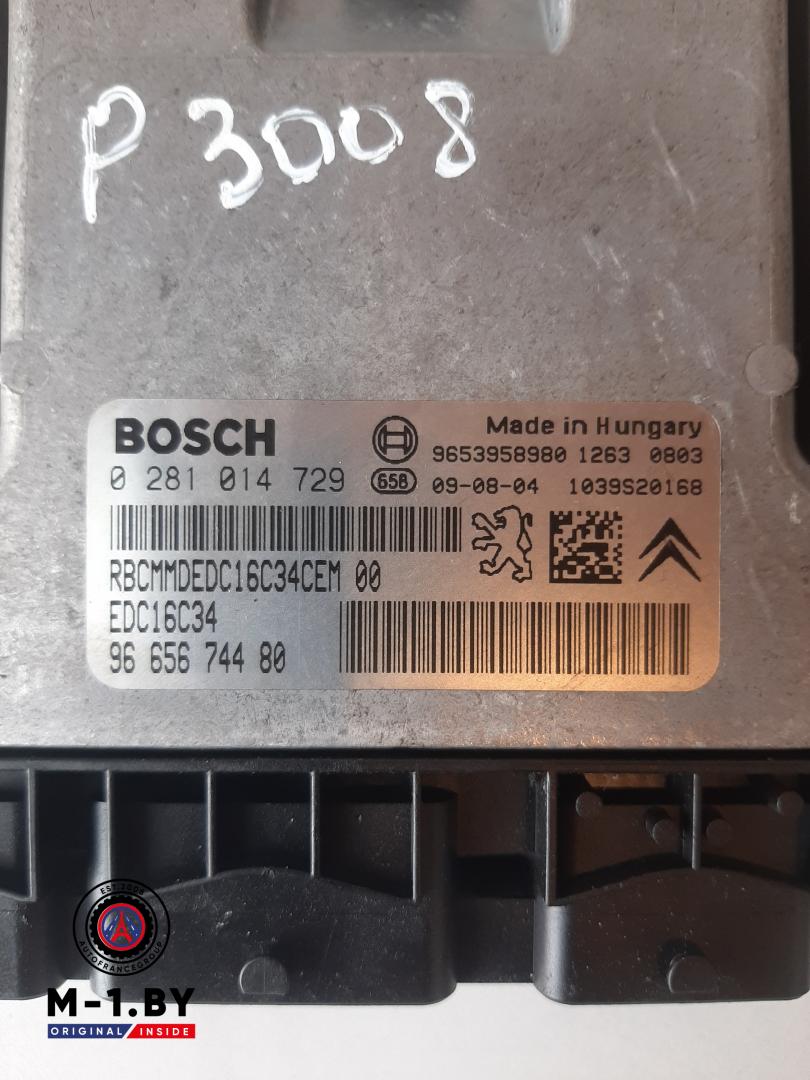 P 3008
BOSCH
Made in Hungary
9653958980 1263 0803
0 281 014 729
658
09-08-04 1039S20168
RBCMMDEDC16C34CEM 00
EDC16C34
96 656 744 80
EST.2008
AUTOFRANCEGROUP
M-1.BY
ORIGINAL INSIDE